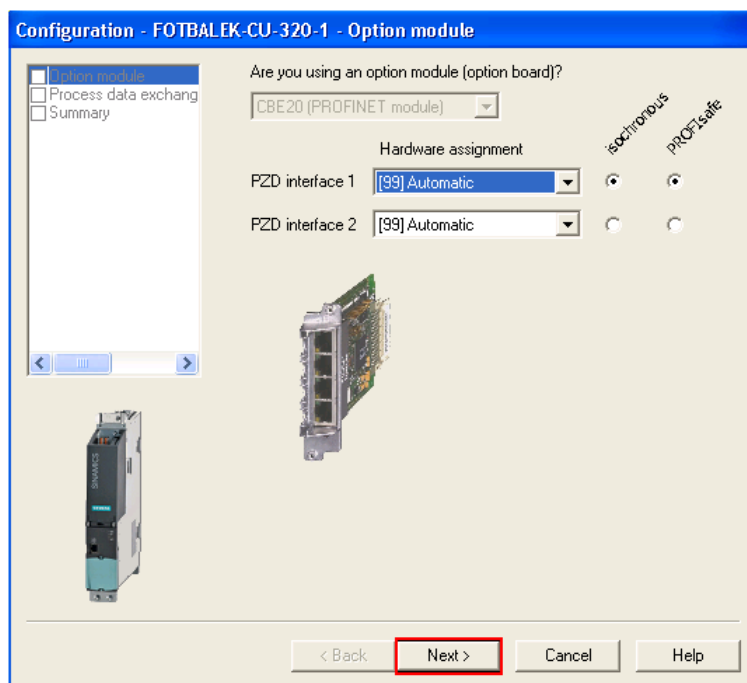 Configuration - FOTBALEK-CU-320-1 - Option module
Option module
Process data exchang
Summary
Are you using an option module (option board)?
CBE20 (PROFINET module)
isochronous
PROFIsafe
Hardware assignment
PZD interface 1 [99] Automatic
PZD interface 2 [99] Automatic
SINAMICS
SIEMENS
< Back Next > Cancel Help